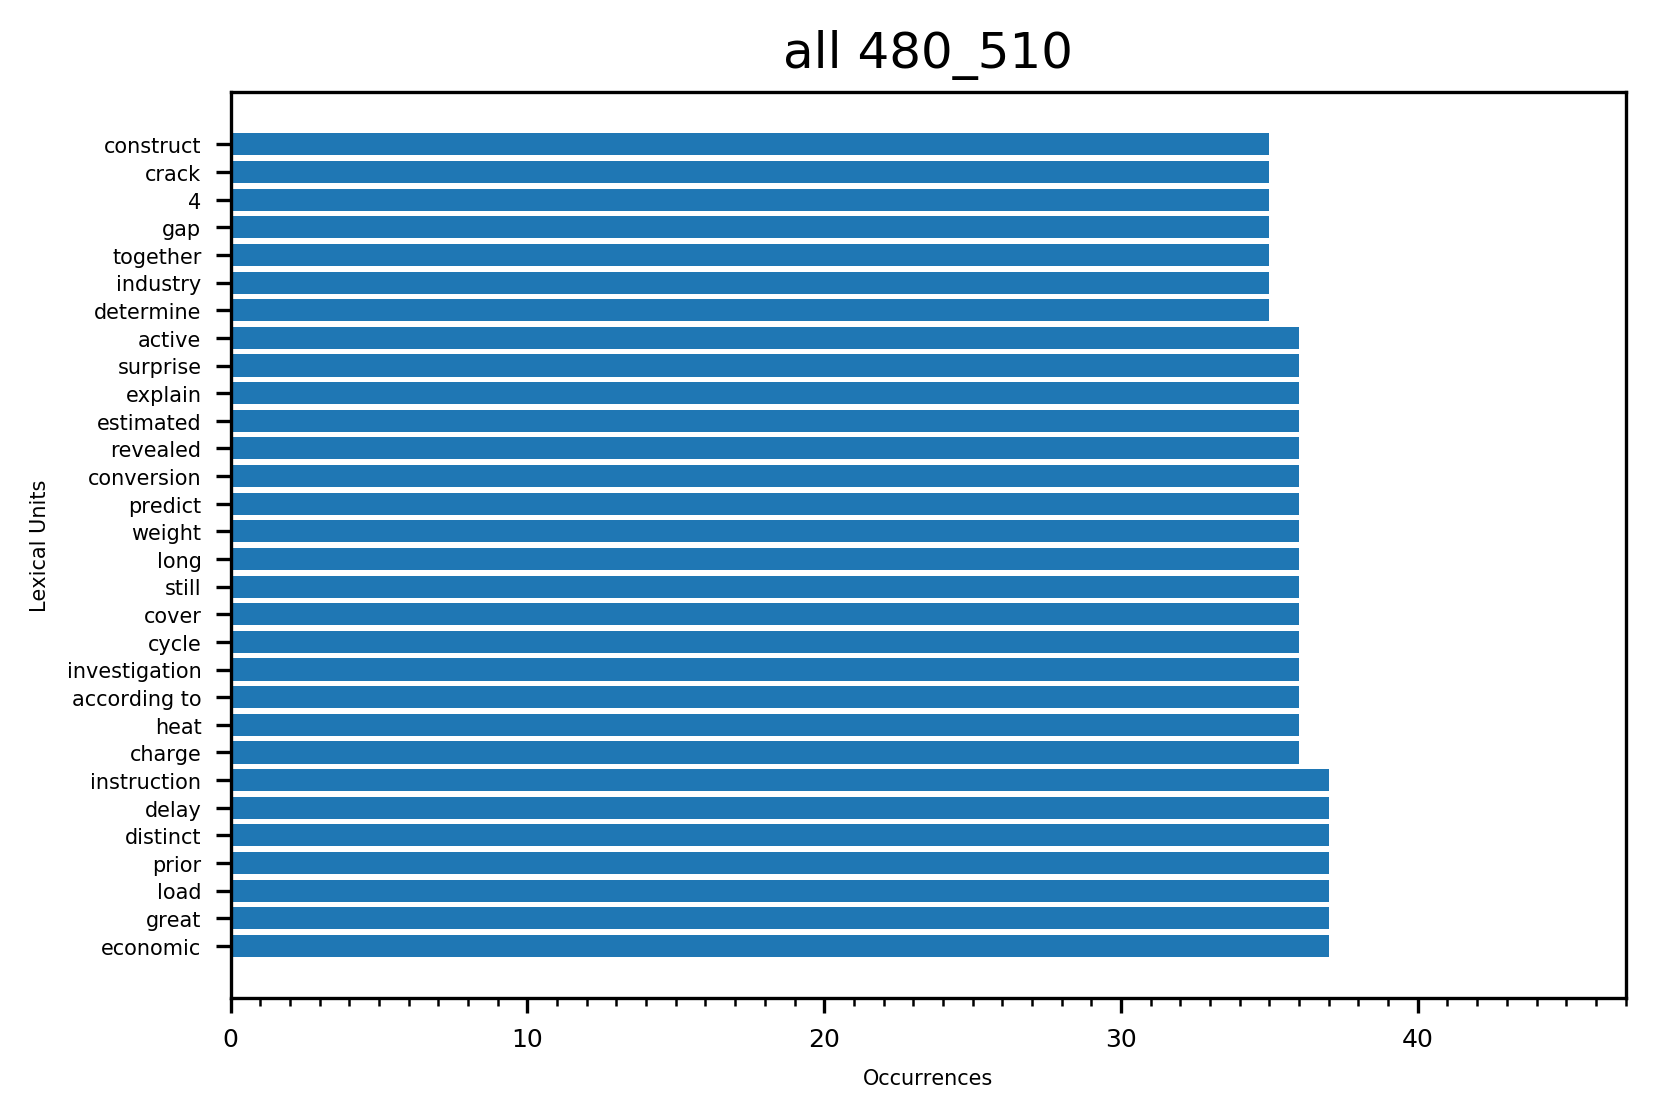 all 480_510
construct
crack
4
gap
together
industry
determine
active
surprise
explain
estimated
revealed
conversion
predict
weight
long
still
cover
cycle
investigation
according to
heat
charge
instruction
delay
distinct
prior
load
great
economic
Lexical Units
0 10 20 30 40
Occurrences